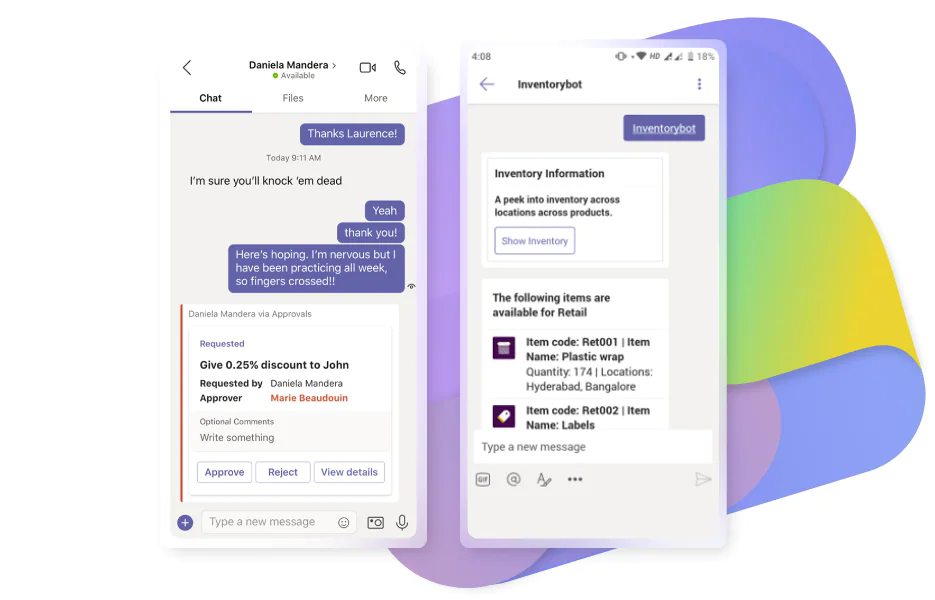 Daniela Mandera >
Available
Chat Files More
Thanks Laurence!
Today 9:11 AM
I'm sure you'll knock 'em dead
Yeah
thank you!
Here's hoping. I'm nervous but I
have been practicing all week,
so fingers crossed!!
Daniela Mandera via Approvals
Requested
Give 0.25% discount to John
Requested by Daniela Mandera
Approver Marie Beaudouin
Optional Comments
Write something
Approve Reject View details
Type a new message
4:08 HD 18%
Inventorybot
Inventorybot
Inventory Information
A peek into inventory across
locations across products.
Show Inventory
The following items are
available for Retail
Item code: Ret001 | Item
Name: Plastic wrap
Quantity: 174 | Locations:
Hyderabad, Bangalore
Item code: Ret002 | Item
Name: Labels
Type a new message
GIF